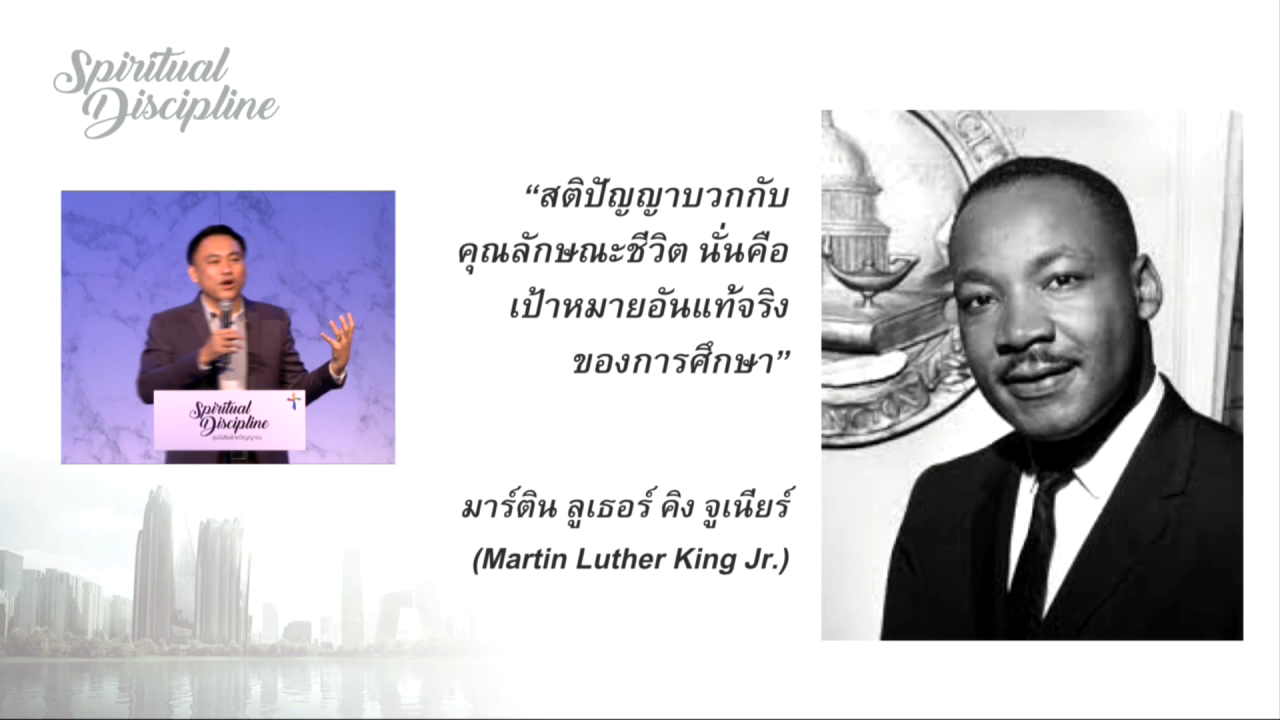 Spiritual
Discipline
“สติปัญญาบวกกับ
คุณลักษณะชีวิต นั่นคือ
เป้าหมายอันแท้จริง
ของการศึกษา”
มาร์ติน ลูเธอร์ คิง จูเนียร์
(Martin Luther King Jr.)
Spiritual
Discipline